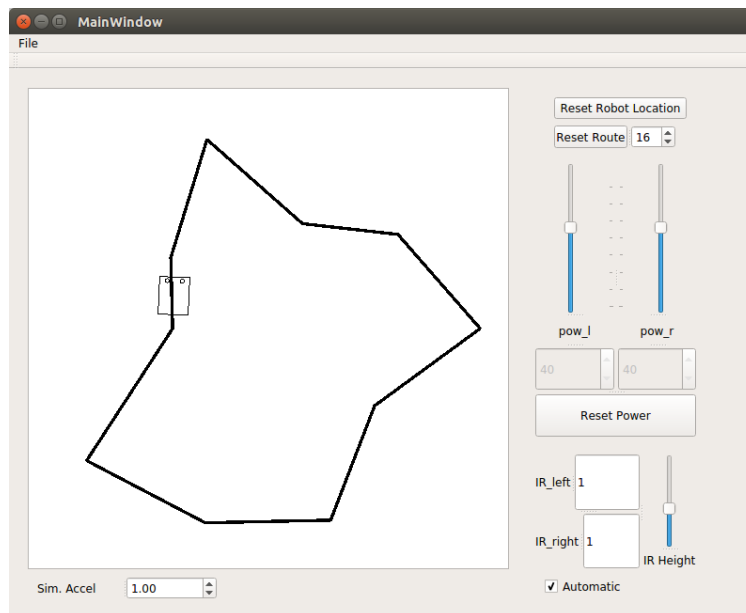 MainWindow
File
Reset Robot Location
Reset Route 16
pow_l pow_r
40 40
Reset Power
IR_left 1
IR_right 1
IR Height
Sim. Accel 1.00
Automatic